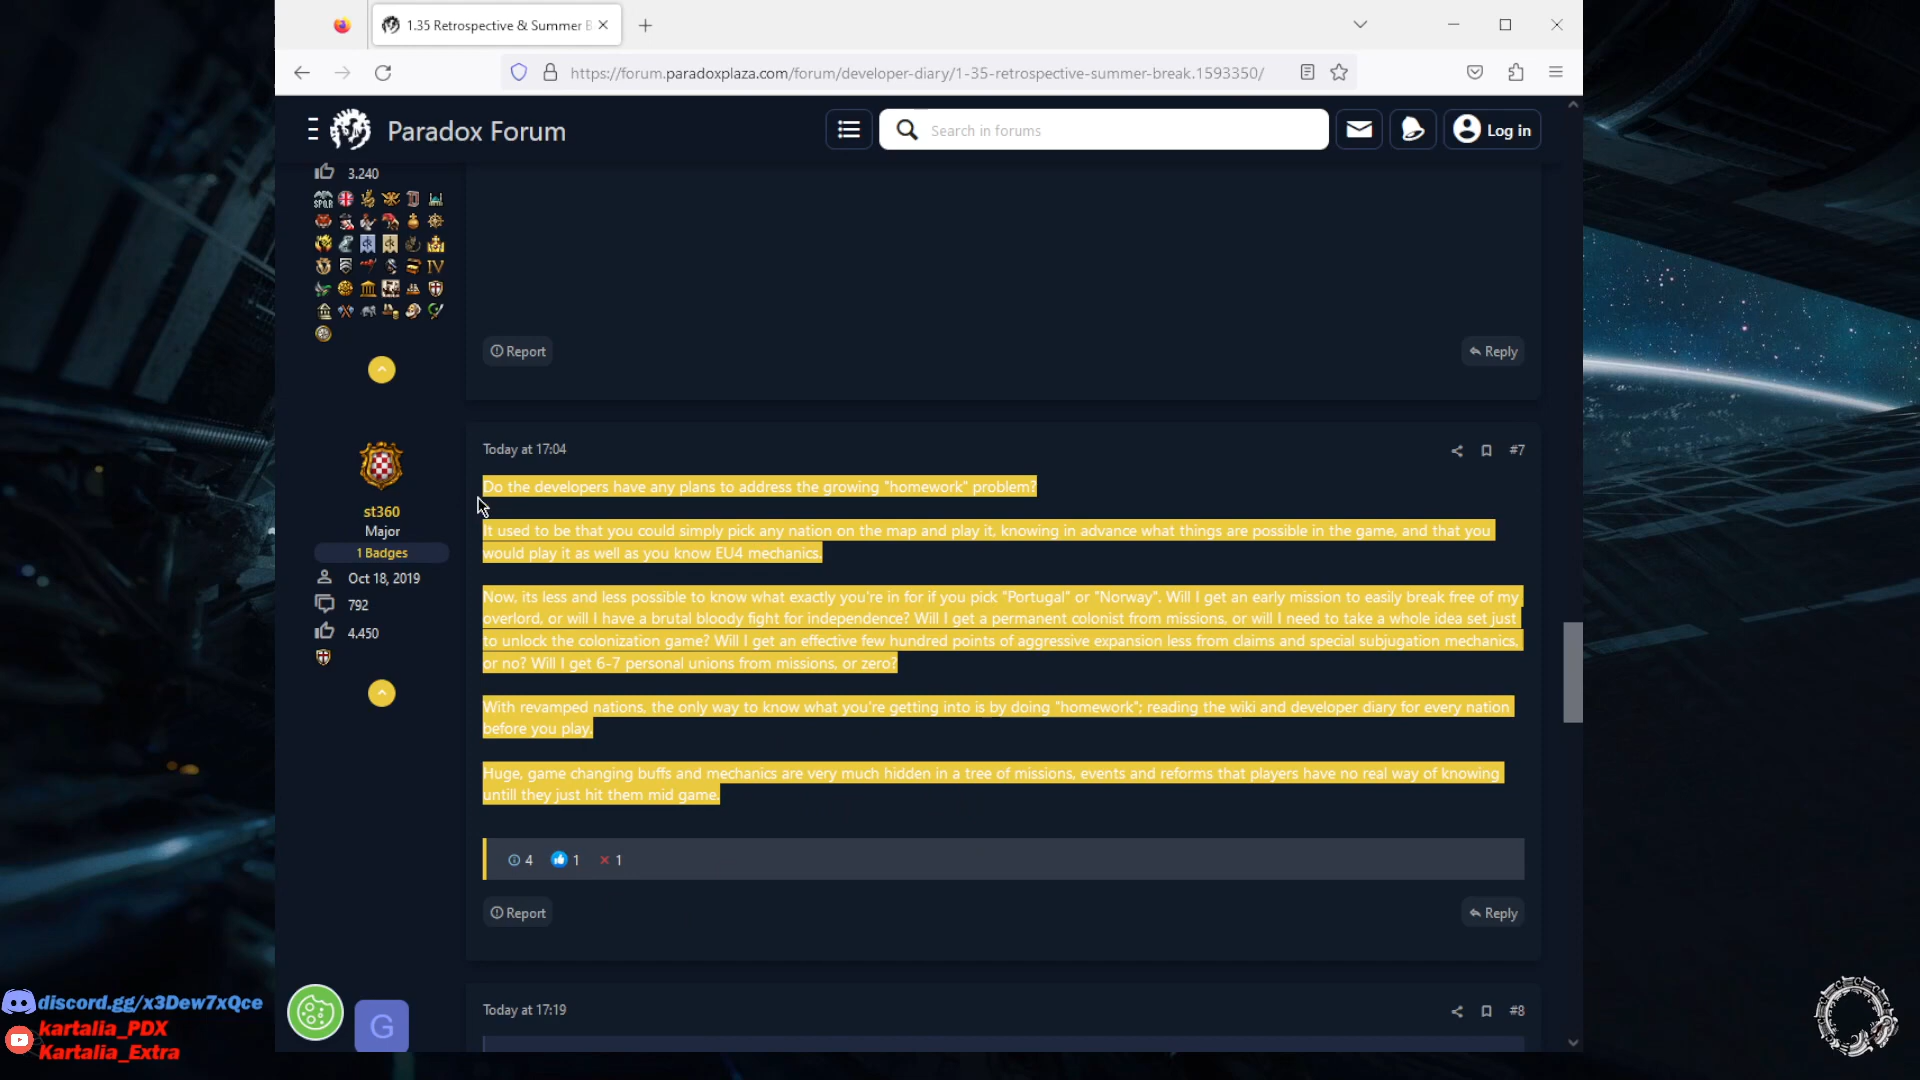 1.35 Retrospective & Summer B
https://forum.paradoxplaza.com/forum/developer-diary/1-35-retrospective-summer-break.1593350/
Paradox Forum
Search in forums
Log in
3.240
Report
Reply
Today at 17:04
#7
st360
Major
1 Badges
Oct 18, 2019
792
4.450
Do the developers have any plans to address the growing "homework" problem?
It used to be that you could simply pick any nation on the map and play it, knowing in advance what things are possible in the game, and that you
would play it as well as you know EU4 mechanics.
Now, its less and less possible to know what exactly you're in for if you pick "Portugal" or "Norway". Will I get an early mission to easily break free of my
overlord, or will I have a brutal bloody fight for independence? Will I get a permanent colonist from missions, or will I need to take a whole idea set just
to unlock the colonization game? Will I get an effective few hundred points of aggressive expansion less from claims and special subjugation mechanics,
or no? Will I get 6-7 personal unions from missions, or zero?
With revamped nations, the only way to know what you're getting into is by doing "homework"; reading the wiki and developer diary for every nation
before you play.
Huge, game changing buffs and mechanics are very much hidden in a tree of missions, events and reforms that players have no real way of knowing
untill they just hit them mid game.
4
1
1
Report
Reply
Today at 17:19
#8
G
discord.gg/x3Dew7xQce
kartalia_PDX
Kartalia_Extra